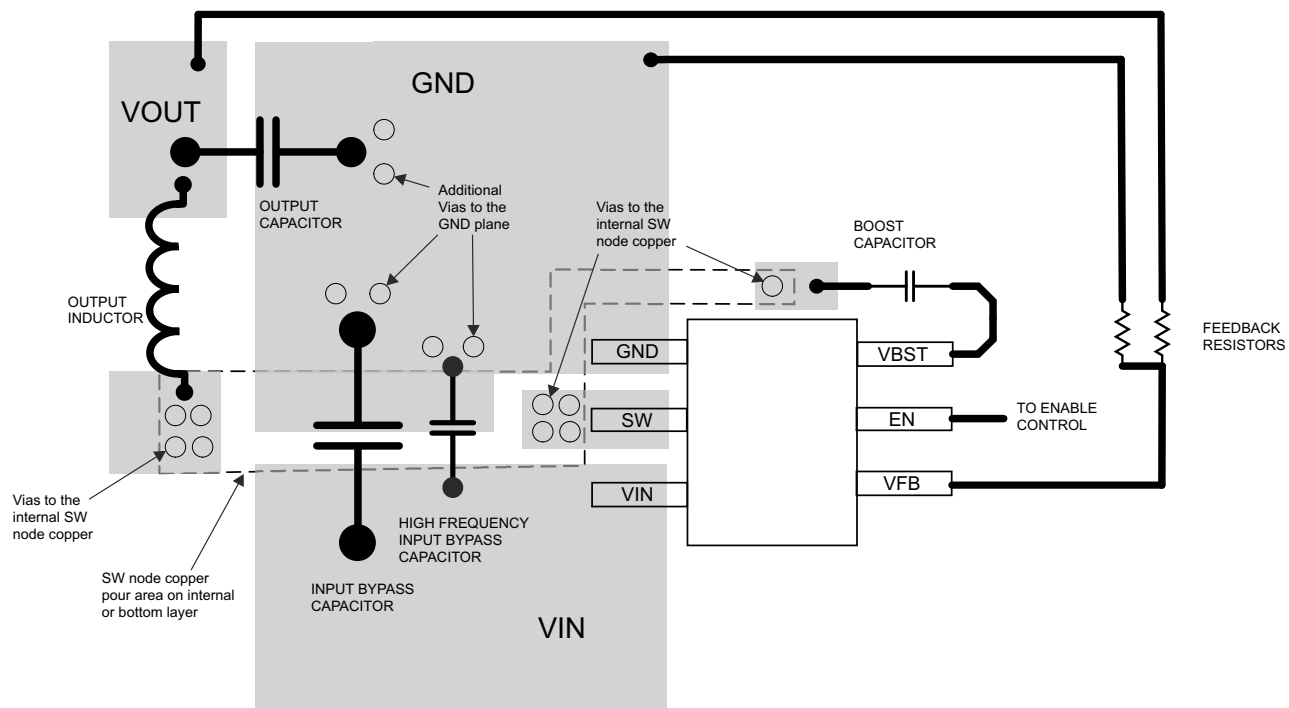 GND
VOUT
OUTPUT
CAPACITOR
Additional
Vias to the
GND plane
Vias to the
internal SW
node copper
BOOST
CAPACITOR
OUTPUT
INDUCTOR
FEEDBACK
RESISTORS
GND
VBST
SW
EN
TO ENABLE
CONTROL
VIN
VFB
Vias to the
internal SW
node copper
HIGH FREQUENCY
INPUT BYPASS
CAPACITOR
SW node copper
pour area on internal
or bottom layer
INPUT BYPASS
CAPACITOR
VIN